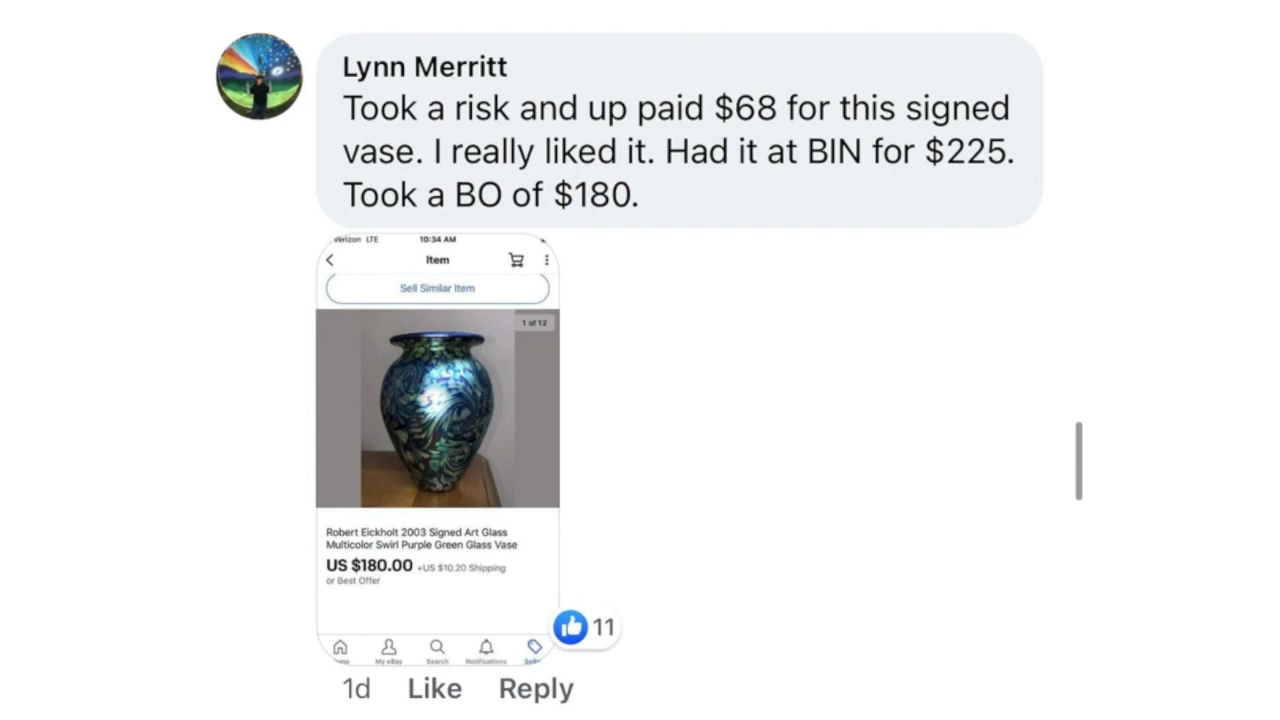 Lynn Merritt
Took a risk and up paid $68 for this signed
vase. I really liked it. Had it at BIN for $225.
Took a BO of $180.
Verizon LTE 10:34 AM
Item
Sell Similar Item
1 of 12
Robert Eickholt 2003 Signed Art Glass
Multicolor Swirl Purple Green Glass Vase
US $180.00 +US $10.20 Shipping
or Best Offer
My eBay Search Notifications
11
1d Like Reply